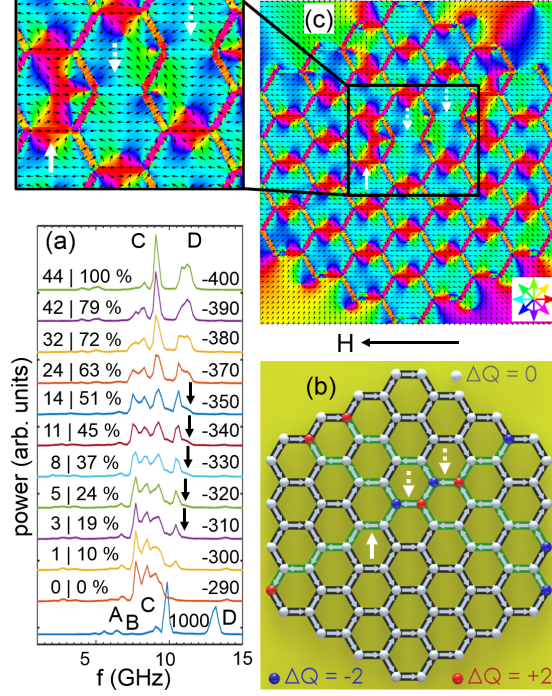 (c)
(a)
C
D
44 | 100 %
-400
42 | 79 %
-390
32 | 72 %
-380
24 | 63 %
-370
14 | 51 %
-350
11 | 45 %
-340
8 | 37 %
-330
5 | 24 %
-320
3 | 19 %
-310
1 | 10 %
-300
0 | 0 %
-290
A
B
C
1000
D
5
10
15
f (GHz)
power (arb. units)
H
(b)
ΔQ = 0
ΔQ = -2
ΔQ = +2